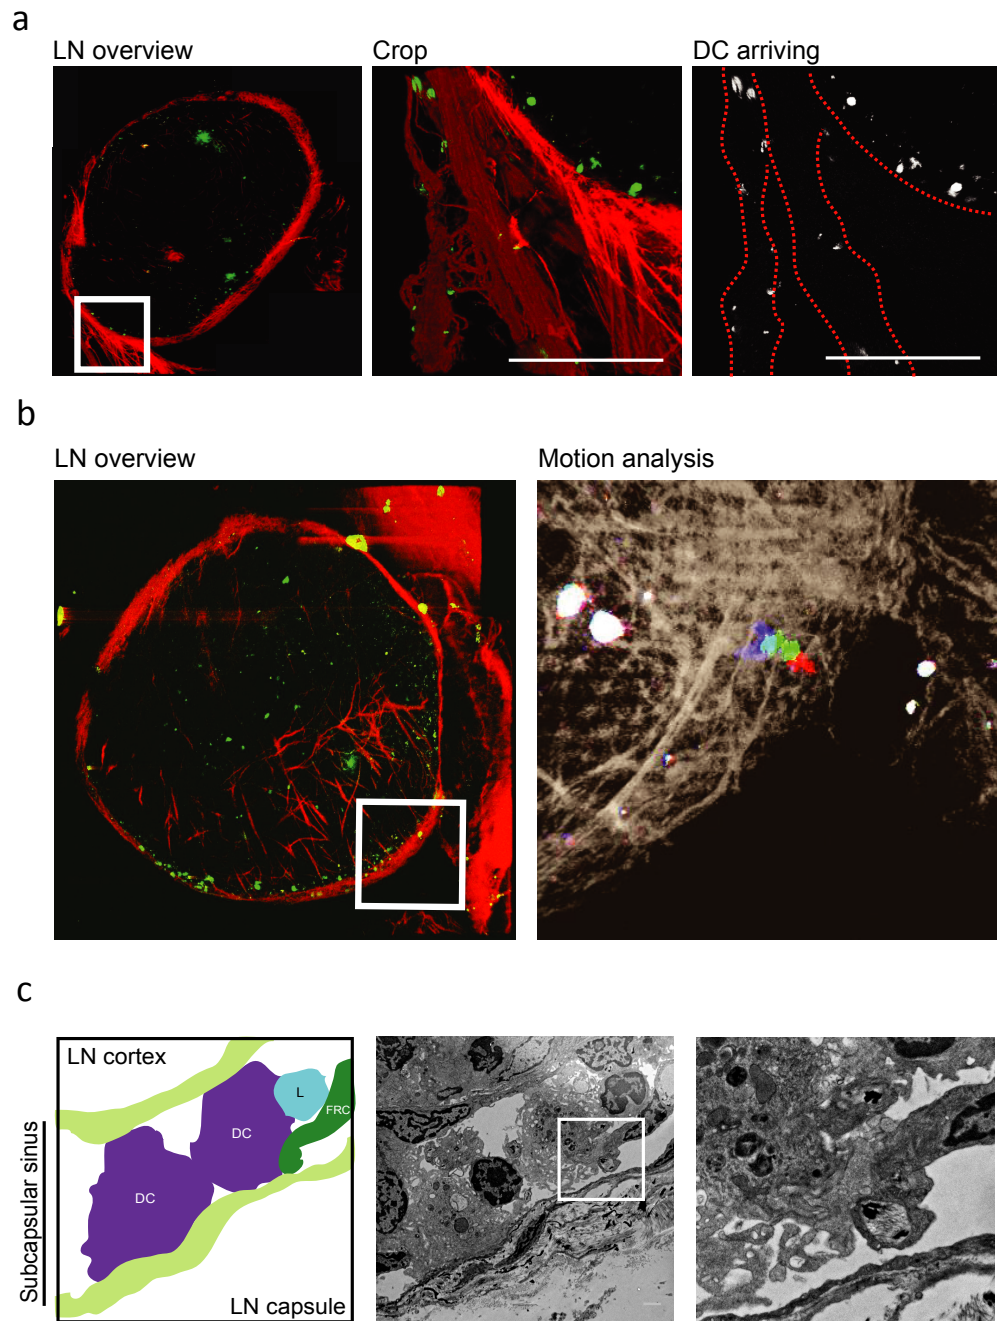 a
LN overview
Crop
DC arriving
b
LN overview
Motion analysis
c
LN cortex
L
FRC
DC
DC
Subcapsular sinus
LN capsule